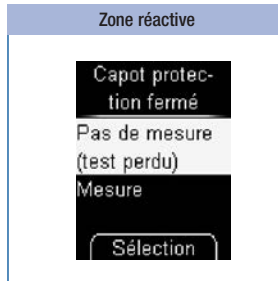 Zone réactive
Capot protec-
tion fermé
Pas de mesure
(test perdu)
Mesure
Sélection